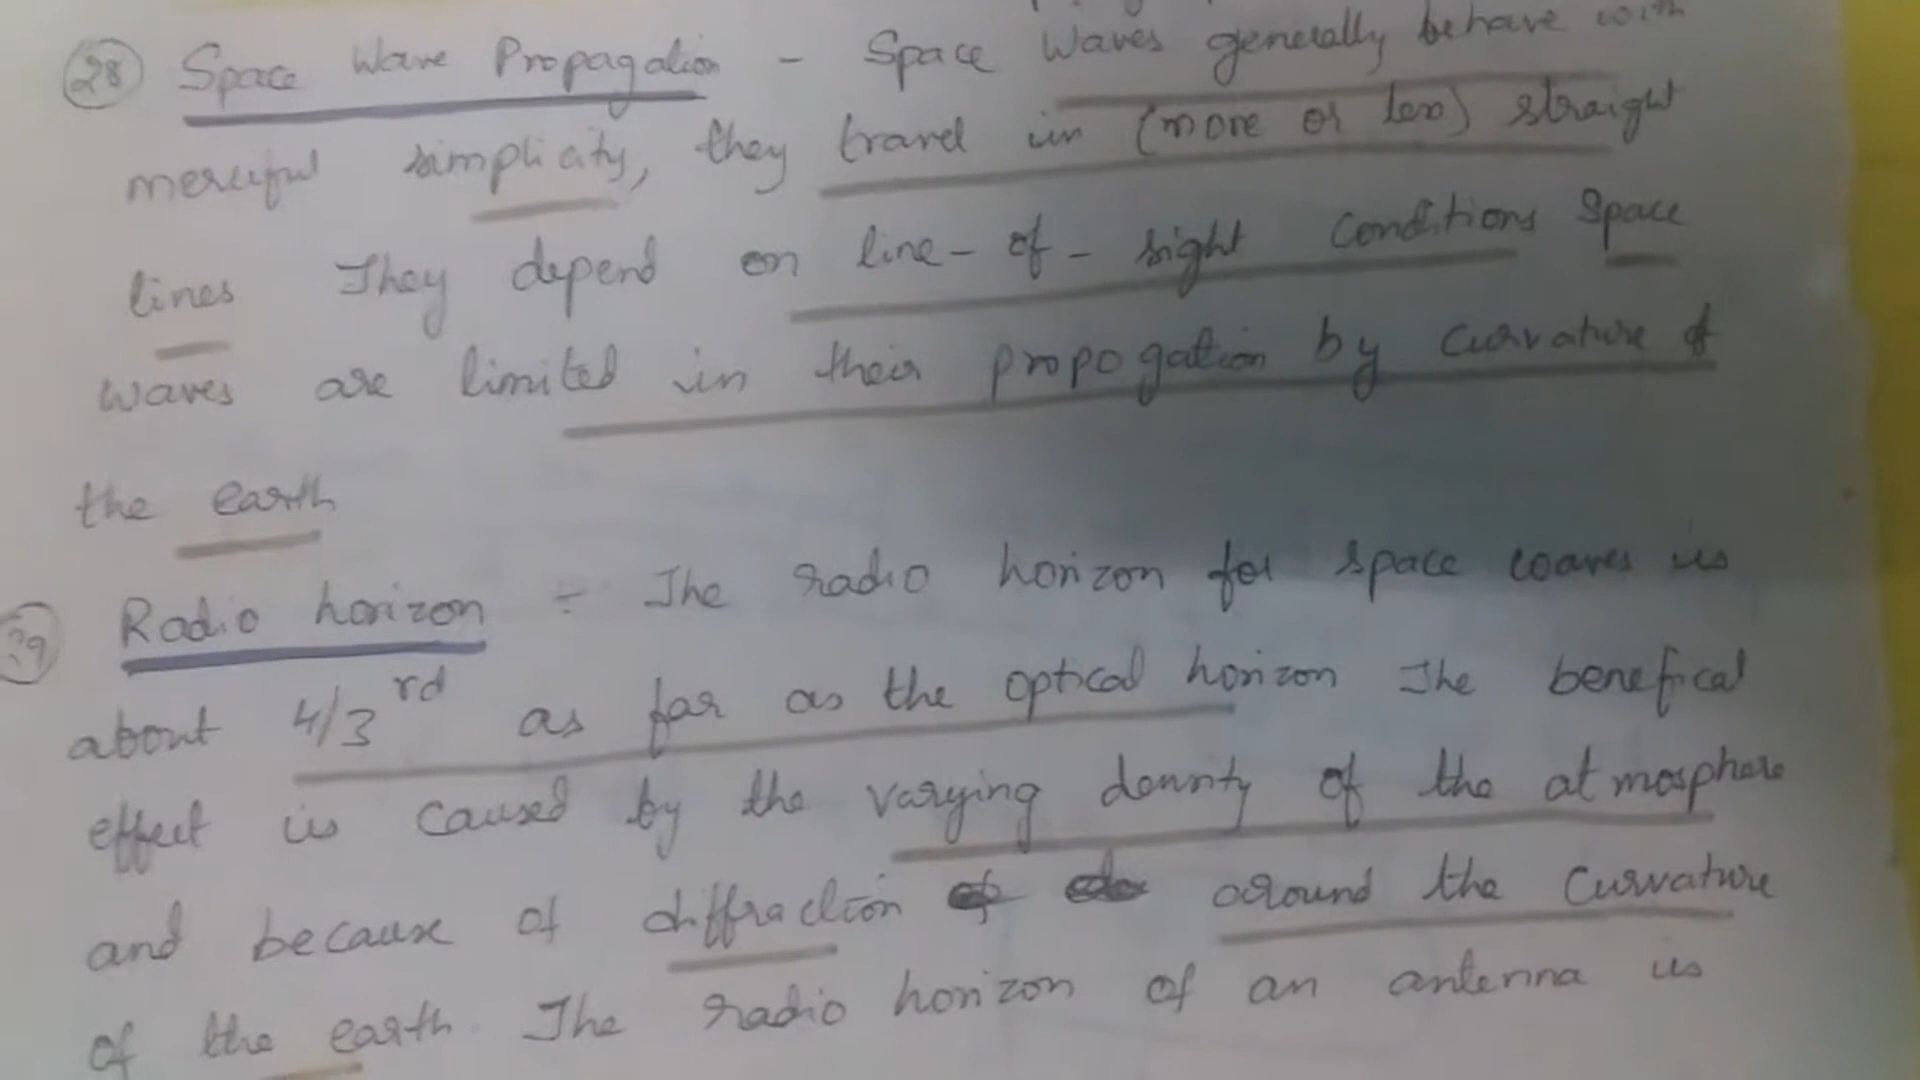 28 Space Wave Propagation - Space Waves generally behave with
merciful simplicity, they travel in (more or less) straight
lines They depend on line-of-sight conditions Space
waves are limited in their propogation by curvature of
the earth
Radio horizon ÷ The radio horizon for space waves is
about 4/3rd as far as the optical horizon The benefical
effect is caused by the varying density of the atmosphere
and because of diffraction around the curvature
of the earth. The radio horizon of an antenna is